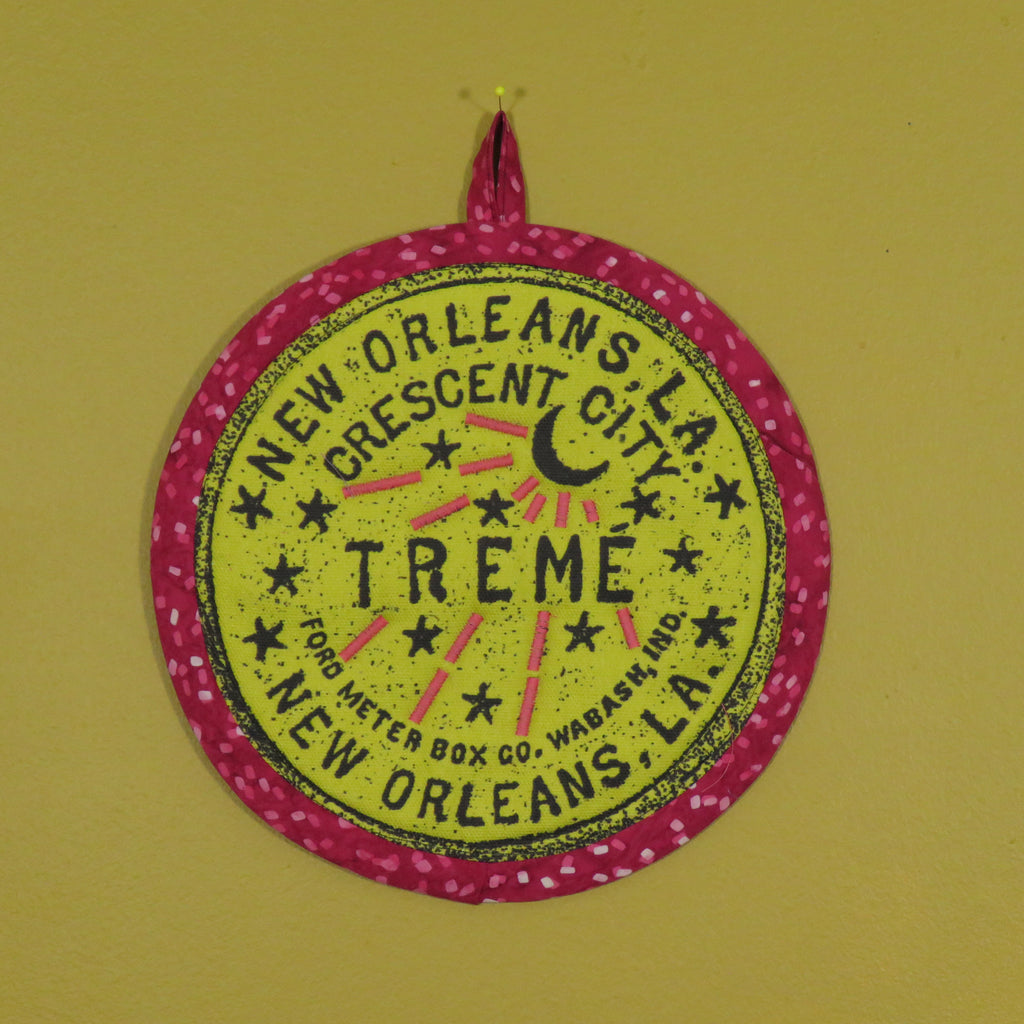 NEW ORLEANS, LA.
CRESCENT CITY
TREMÉ
FORD METER BOX CO. WABASH, IND.
NEW ORLEANS, LA.